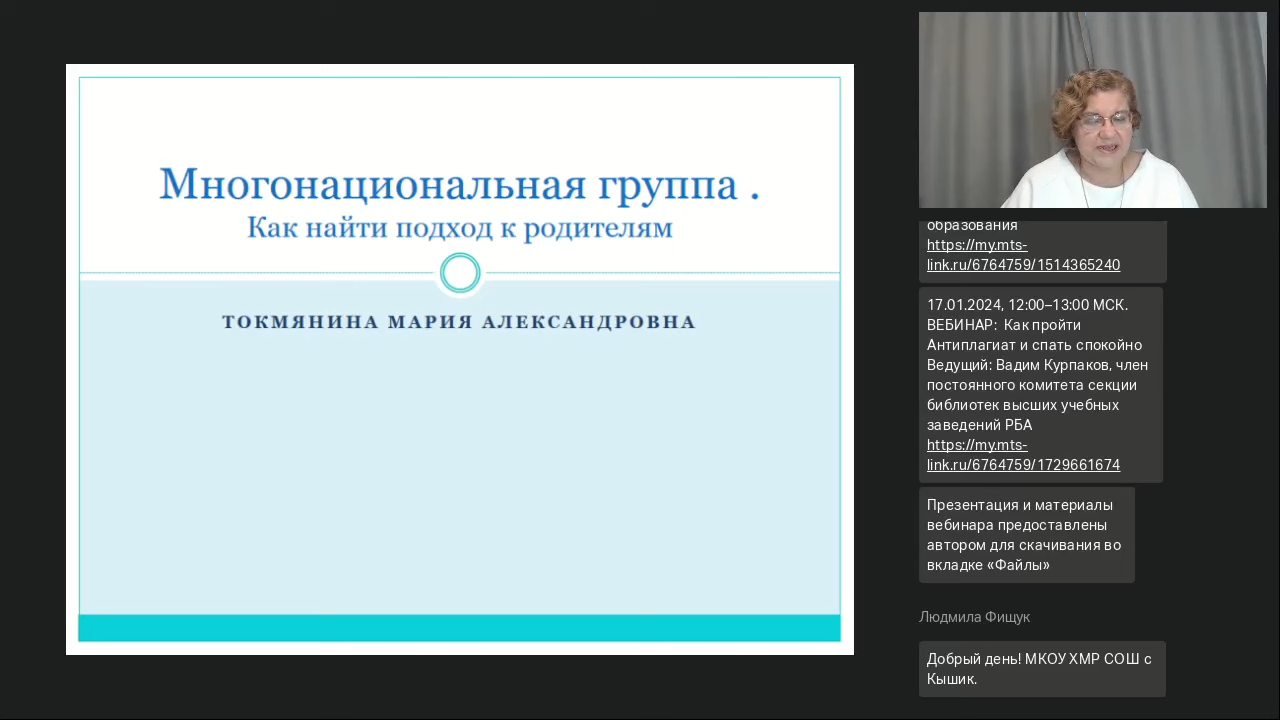 Многонациональная группа .
Как найти подход к родителям
ТОКМЯНИНА МАРИЯ АЛЕКСАНДРОВНА
образования
https://my.mts-
link.ru/6764759/1514365240
17.01.2024, 12:00–13:00 МСК.
ВЕБИНАР: Как пройти
Антиплагиат и спать спокойно
Ведущий: Вадим Курпаков, член
постоянного комитета секции
библиотек высших учебных
заведений РБА
https://my.mts-
link.ru/6764759/1729661674
Презентация и материалы
вебинара предоставлены
автором для скачивания во
вкладке «Файлы»
Людмила Фищук
Добрый день! МКОУ ХМР СОШ с
Кышик.